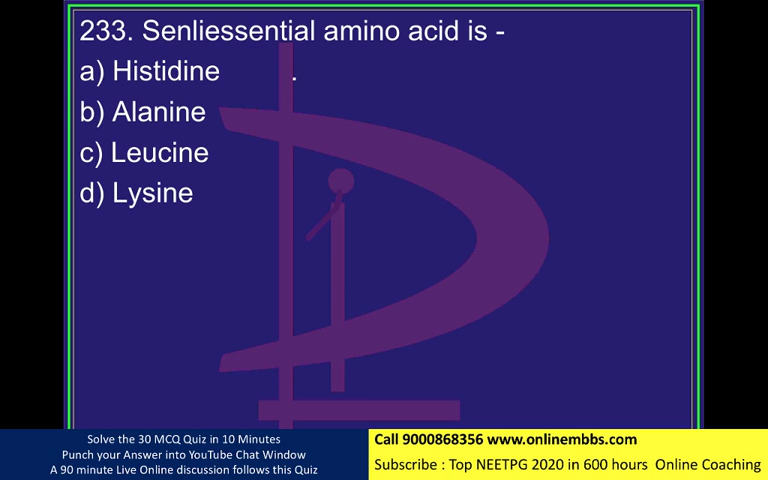 233. Senliessential amino acid is -
a) Histidine .
b) Alanine
c) Leucine
d) Lysine
Solve the 30 MCQ Quiz in 10 Minutes
Punch your Answer into YouTube Chat Window
A 90 minute Live Online discussion follows this Quiz
Call 9000868356 www.onlinembbs.com
Subscribe : Top NEETPG 2020 in 600 hours Online Coaching